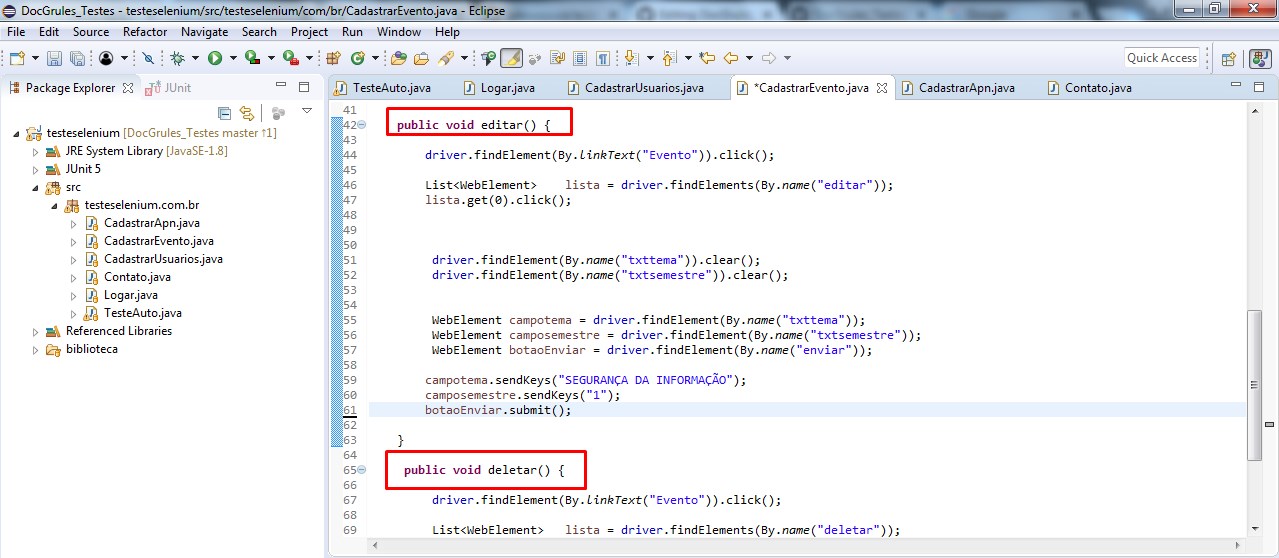 DocGrules_Testes - testeselenium/src/testeselenium/com/br/CadastrarEvento.java - Eclipse
File Edit Source Refactor Navigate Search Project Run Window Help
Quick Access
Package Explorer JUnit
TesteAuto.java Logar.java CadastrarUsuarios.java *CadastrarEvento.java CadastrarApn.java Contato.java
testeselenium [DocGrules_Testes master ↑1]
JRE System Library [JavaSE-1.8]
JUnit 5
src
testeselenium.com.br
CadastrarApn.java
CadastrarEvento.java
CadastrarUsuarios.java
Contato.java
Logar.java
TesteAuto.java
Referenced Libraries
biblioteca
41
42 public void editar() {
43
44 driver.findElement(By.linkText("Evento")).click();
45
46 List<WebElement> lista = driver.findElements(By.name("editar"));
47 lista.get(0).click();
48
49
50
51 driver.findElement(By.name("txttema")).clear();
52 driver.findElement(By.name("txtsemestre")).clear();
53
54
55 WebElement campotema = driver.findElement(By.name("txttema"));
56 WebElement camposemestre = driver.findElement(By.name("txtsemestre"));
57 WebElement botaoEnviar = driver.findElement(By.name("enviar"));
58
59 campotema.sendKeys("SEGURANÇA DA INFORMAÇÃO");
60 camposemestre.sendKeys("1");
61 botaoEnviar.submit();
62
63 }
64
65 public void deletar() {
66
67 driver.findElement(By.linkText("Evento")).click();
68
69 List<WebElement> lista = driver.findElements(By.name("deletar"));